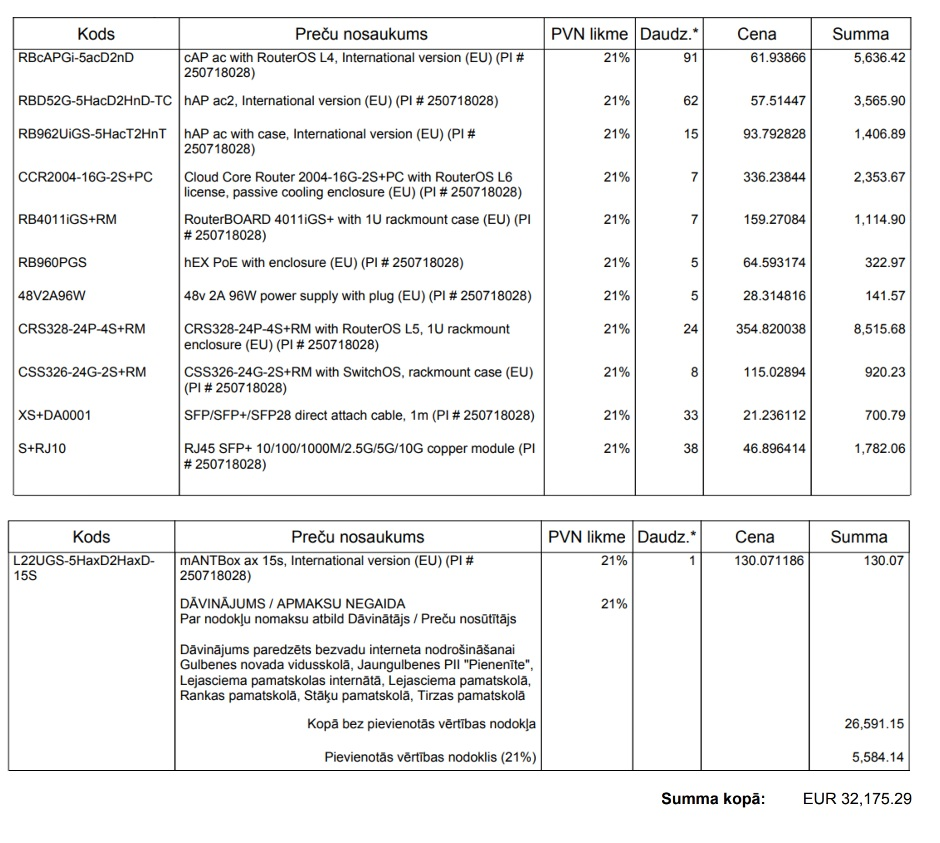 Kods Preču nosaukums PVN likme Daudz.* Cena Summa
RBcAPGi-5acD2nD cAP ac with RouterOS L4, International version (EU) (PI # 21% 91 61.93866 5,636.42
250718028)
RBD52G-5HacD2HnD-TC hAP ac2, International version (EU) (PI # 250718028) 21% 62 57.51447 3,565.90
RB962UiGS-5HacT2HnT hAP ac with case, International version (EU) (PI # 21% 15 93.792828 1,406.89
250718028)
CCR2004-16G-2S+PC Cloud Core Router 2004-16G-2S+PC with RouterOS L6 21% 7 336.23844 2,353.67
license, passive cooling enclosure (EU) (PI # 250718028)
RB4011iGS+RM RouterBOARD 4011iGS+ with 1U rackmount case (EU) (PI 21% 7 159.27084 1,114.90
# 250718028)
RB960PGS hEX PoE with enclosure (EU) (PI # 250718028) 21% 5 64.593174 322.97
48V2A96W 48v 2A 96W power supply with plug (EU) (PI # 250718028) 21% 5 28.314816 141.57
CRS328-24P-4S+RM CRS328-24P-4S+RM with RouterOS L5, 1U rackmount 21% 24 354.820038 8,515.68
enclosure (EU) (PI # 250718028)
CSS326-24G-2S+RM CSS326-24G-2S+RM with SwitchOS, rackmount case (EU) 21% 8 115.02894 920.23
(PI # 250718028)
XS+DA0001 SFP/SFP+/SFP28 direct attach cable, 1m (PI # 250718028) 21% 33 21.236112 700.79
S+RJ10 RJ45 SFP+ 10/100/1000M/2.5G/5G/10G copper module (PI 21% 38 46.896414 1,782.06
# 250718028)
Kods Preču nosaukums PVN likme Daudz.* Cena Summa
L22UGS-5HaxD2HaxD- mANTBox ax 15s, International version (EU) (PI # 21% 1 130.071186 130.07
15S 250718028)
DĀVINĀJUMS / APMAKSU NEGAIDA 21%
Par nodokļu nomaksu atbild Dāvinātājs / Preču nosūtītājs
Dāvinājums paredzēts bezvadu interneta nodrošināšanai
Gulbenes novada vidusskolā, Jaungulbenes PII "Pienenīte",
Lejasciema pamatskolas internātā, Lejasciema pamatskolā,
Rankas pamatskolā, Stāķu pamatskolā, Tirzas pamatskolā
Kopā bez pievienotās vērtības nodokļa 26,591.15
Pievienotās vērtības nodoklis (21%) 5,584.14
Summa kopā: EUR 32,175.29